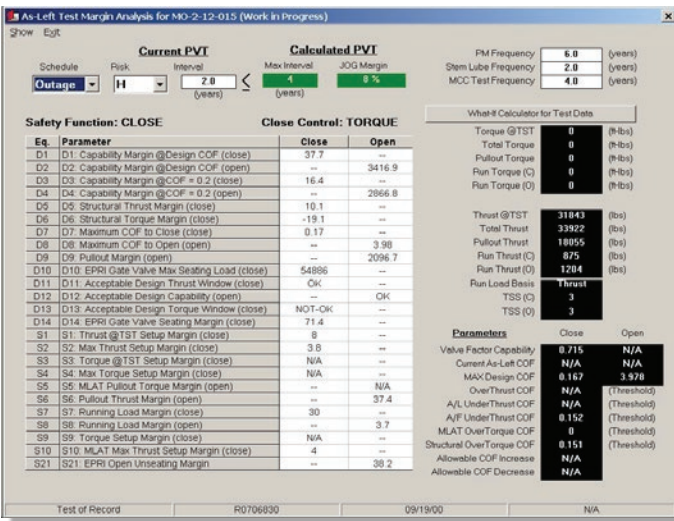 As-Left Test Margin Analysis for MO-2-12-015 (Work in Progress)
Show Exit
Current PVT Calculated PVT
Schedule Risk Interval Max Interval JOG Margin
Outage H 2.0 ≤ 4 8 %
(years) (years)
PM Frequency 6.0 (years)
Stem Lube Frequency 2.0 (years)
MCC Test Frequency 4.0 (years)
Safety Function: CLOSE Close Control: TORQUE
Eq. Parameter Close Open
D1 D1: Capability Margin @Design COF (close) 37.7 --
D2 D2: Capability Margin @Design COF (open) -- 3416.9
D3 D3: Capability Margin @COF = 0.2 (close) 16.4 --
D4 D4: Capability Margin @COF = 0.2 (open) -- 2866.8
D5 D5: Structural Thrust Margin (close) 10.1 --
D6 D6: Structural Torque Margin (close) -19.1 --
D7 D7: Maximum COF to Close (close) 0.17 --
D8 D8: Maximum COF to Open (open) -- 3.98
D9 D9: Pullout Margin (open) -- 2096.7
D10 D10: EPRI Gate Valve Max Seating Load (close) 54886 --
D11 D11: Acceptable Design Thrust Window (close) OK --
D12 D12: Acceptable Design Capability (open) -- OK
D13 D13: Acceptable Design Torque Window (close) NOT-OK --
D14 D14: EPRI Gate Valve Seating Margin (close) 71.4 --
S1 S1: Thrust @TST Setup Margin (close) 8 --
S2 S2: Max Thrust Setup Margin (close) 3.8 --
S3 S3: Torque @TST Setup Margin (close) N/A --
S4 S4: Max Torque Setup Margin (close) N/A --
S5 S5: MLAT Pullout Torque Margin (open) -- N/A
S6 S6: Pullout Thrust Margin (open) -- 37.4
S7 S7: Running Load Margin (close) 30 --
S8 S8: Running Load Margin (open) -- 3.7
S9 S9: Torque Setup Margin (close) N/A --
S10 S10: MLAT Max Thrust Setup Margin (close) 4 --
S21 S21: EPRI Open Unseating Margin -- 38.2
What-If Calculator for Test Data
Torque @TST 0 (ft-lbs)
Total Torque 0 (ft-lbs)
Pullout Torque 0 (ft-lbs)
Run Torque (C) 0 (ft-lbs)
Run Torque (O) 0 (ft-lbs)
Thrust @TST 31843 (lbs)
Total Thrust 33922 (lbs)
Pullout Thrust 18055 (lbs)
Run Thrust (C) 875 (lbs)
Run Thrust (O) 1204 (lbs)
Run Load Basis Thrust
TSS (C) 3
TSS (O) 3
Parameters Close Open
Valve Factor Capability 0.715 N/A
Current As-Left COF N/A N/A
MAX Design COF 0.167 3.978
OverThrust COF N/A (Threshold)
A/L UnderThrust COF N/A (Threshold)
A/F UnderThrust COF 0.152 (Threshold)
MLAT OverTorque COF 0 (Threshold)
Structural OverTorque COF 0.151 (Threshold)
Allowable COF Increase N/A
Allowable COF Decrease N/A
Test of Record R0706830 09/19/00 N/A